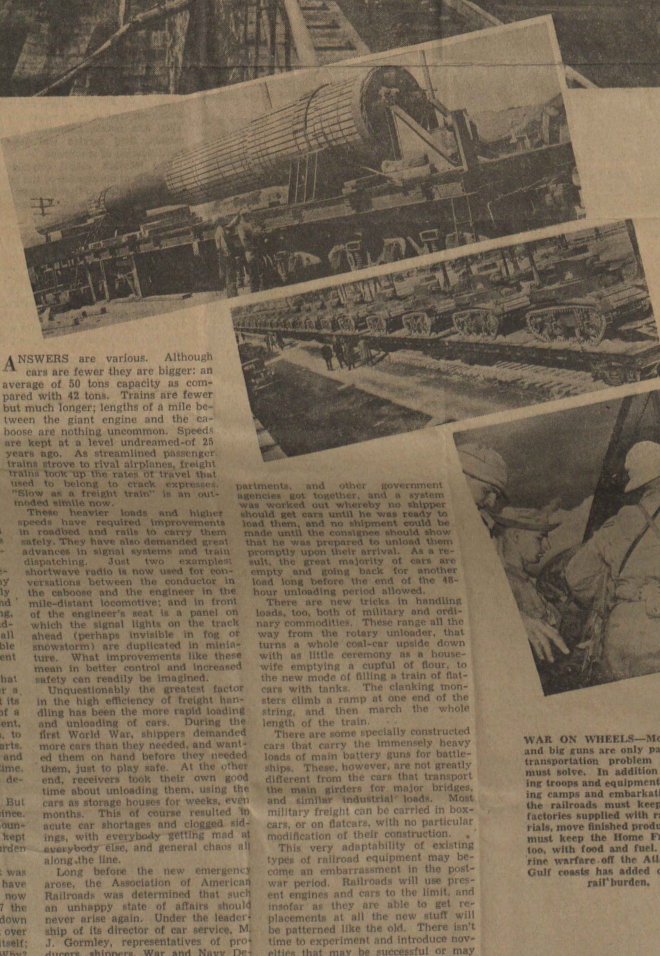 ANSWERS are various. Although
cars are fewer they are bigger: an
average of 50 tons capacity as com-
pared with 42 tons. Trains are fewer
but much longer; lengths of a mile be-
tween the giant engine and the ca-
boose are nothing uncommon. Speeds
are kept at a level undreamed-of 25
years ago. As streamlined passenger
trains strove to rival airplanes, freight
trains took up the rates of travel that
used to belong to crack expresses.
"Slow as a freight train" is an out-
moded simile now.
These heavier loads and higher
speeds have required improvements
in roadbed and rails to carry them
safely. They have also demanded great
advances in signal systems and train
dispatching. Just two examples:
shortwave radio is now used for con-
versations between the conductor in
the caboose and the engineer in the
mile-distant locomotive; and in front
of the engineer's seat is a panel on
which the signal lights on the track
ahead (perhaps invisible in fog or
snowstorm) are duplicated in minia-
ture. What improvements like these
mean in better control and increased
safety can readily be imagined.
Unquestionably the greatest factor
in the high efficiency of freight han-
dling has been the more rapid loading
and unloading of cars. During the
first World War, shippers demanded
more cars than they needed, and want-
ed them on hand before they needed
them, just to play safe. At the other
end, receivers took their own good
time about unloading them, using the
cars as storage houses for weeks, even
months. This of course resulted in
acute car shortages and clogged sid-
ings, with everybody getting mad at
everybody else, and general chaos all
along the line.
Long before the new emergency
arose, the Association of American
Railroads was determined that such
an unhappy state of affairs should
never arise again. Under the leader-
ship of its director of car service, M.
J. Gormley, representatives of pro-
ducers, shippers, War and Navy De-
partments, and other government
agencies got together, and a system
was worked out whereby no shipper
should get cars until he was ready to
load them, and no shipment could be
made until the consignee should show
that he was prepared to unload them
promptly upon their arrival. As a re-
sult, the great majority of cars are
empty and going back for another
load long before the end of the 48-
hour unloading period allowed.
There are new tricks in handling
loads, too, both of military and ordi-
nary commodities. These range all the
way from the rotary unloader, that
turns a whole coal-car upside down
with as little ceremony as a house-
wife emptying a cupful of flour, to
the new mode of filling a train of flat-
cars with tanks. The clanking mon-
sters climb a ramp at one end of the
string, and then march the whole
length of the train.
There are some specially constructed
cars that carry the immensely heavy
loads of main battery guns for battle-
ships. These, however, are not greatly
different from the cars that transport
the main girders for major bridges,
and similar industrial loads. Most
military freight can be carried in box-
cars, or on flatcars, with no particular
modification of their construction.
This very adaptability of existing
types of railroad equipment may be-
come an embarrassment in the post-
war period. Railroads will use pres-
ent engines and cars to the limit, and
insofar as they are able to get re-
placements at all the new stuff will
be patterned like the old. There isn't
time to experiment and introduce nov-
elties that may be successful or may
WAR ON WHEELS—
and big guns are only
transportation problem
must solve. In addition
ing troops and equipment
ing camps and
the railroads must keep
factories supplied with
rials, move finished
must keep the Home
too, with food and fuel.
rine warfare off the
Gulf coasts has added
rail burden.